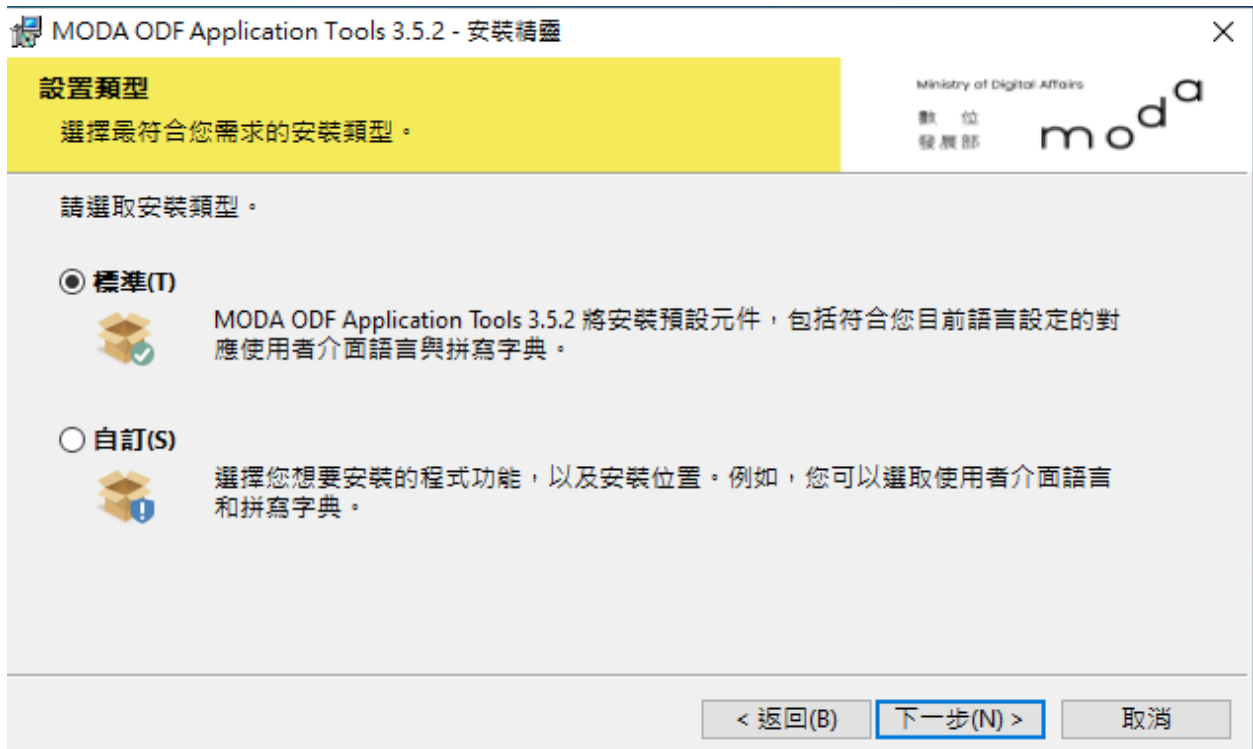 MODA ODF Application Tools 3.5.2 - 安裝精靈
設置類型
選擇最符合您需求的安裝類型。
Ministry of Digital Affairs
數位
發展部
moda
請選取安裝類型。
標準(T)
MODA ODF Application Tools 3.5.2 將安裝預設元件，包括符合您目前語言設定的對
應使用者介面語言與拼寫字典。
自訂(S)
選擇您想要安裝的程式功能，以及安裝位置。例如，您可以選取使用者介面語言
和拼寫字典。
< 返回(B)
下一步(N) >
取消